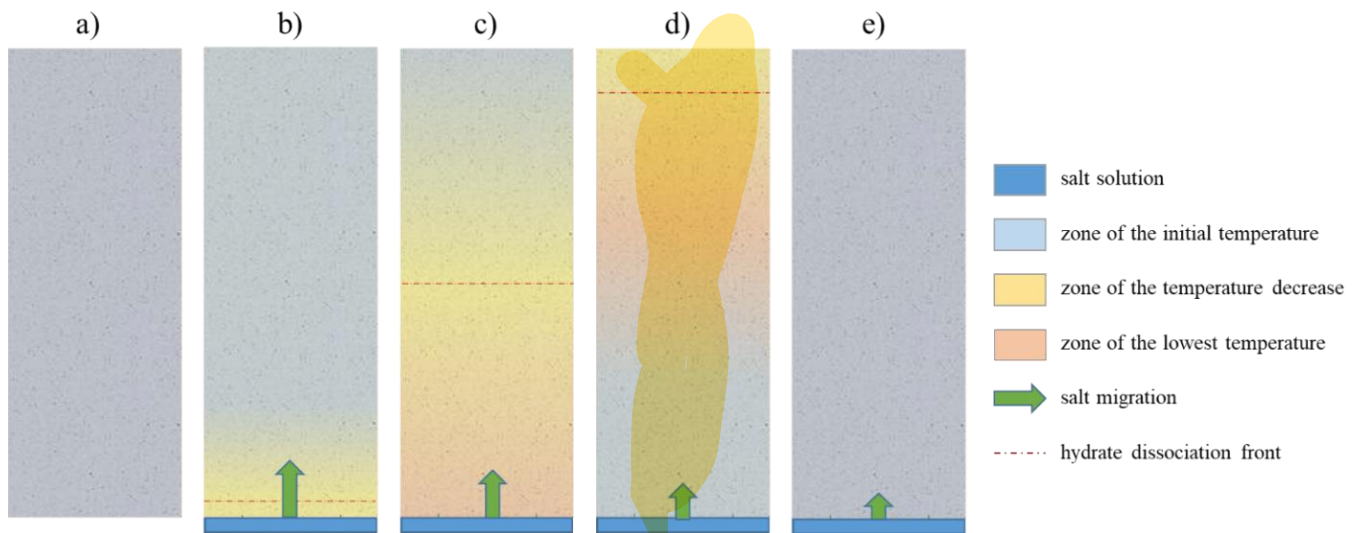 a)
b)
c)
d)
e)
salt solution
zone of the initial temperature
zone of the temperature decrease
zone of the lowest temperature
salt migration
hydrate dissociation front